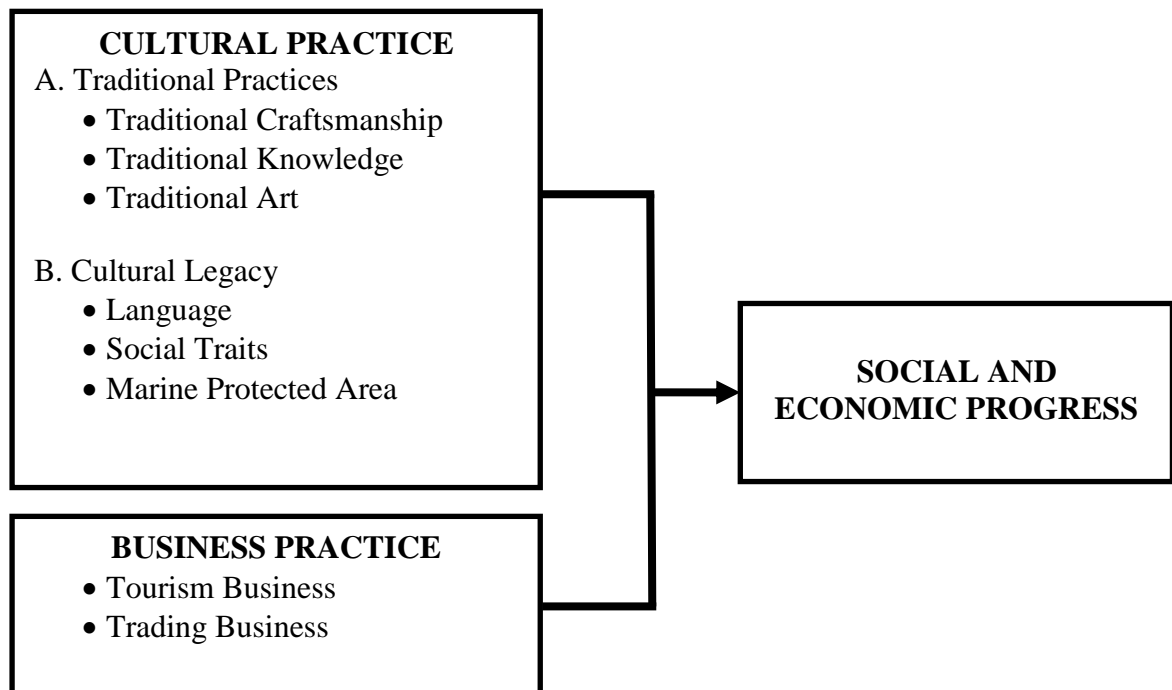 CULTURAL PRACTICE
A. Traditional Practices
• Traditional Craftsmanship
• Traditional Knowledge
• Traditional Art
B. Cultural Legacy
• Language
• Social Traits
• Marine Protected Area
SOCIAL AND
ECONOMIC PROGRESS
BUSINESS PRACTICE
• Tourism Business
• Trading Business